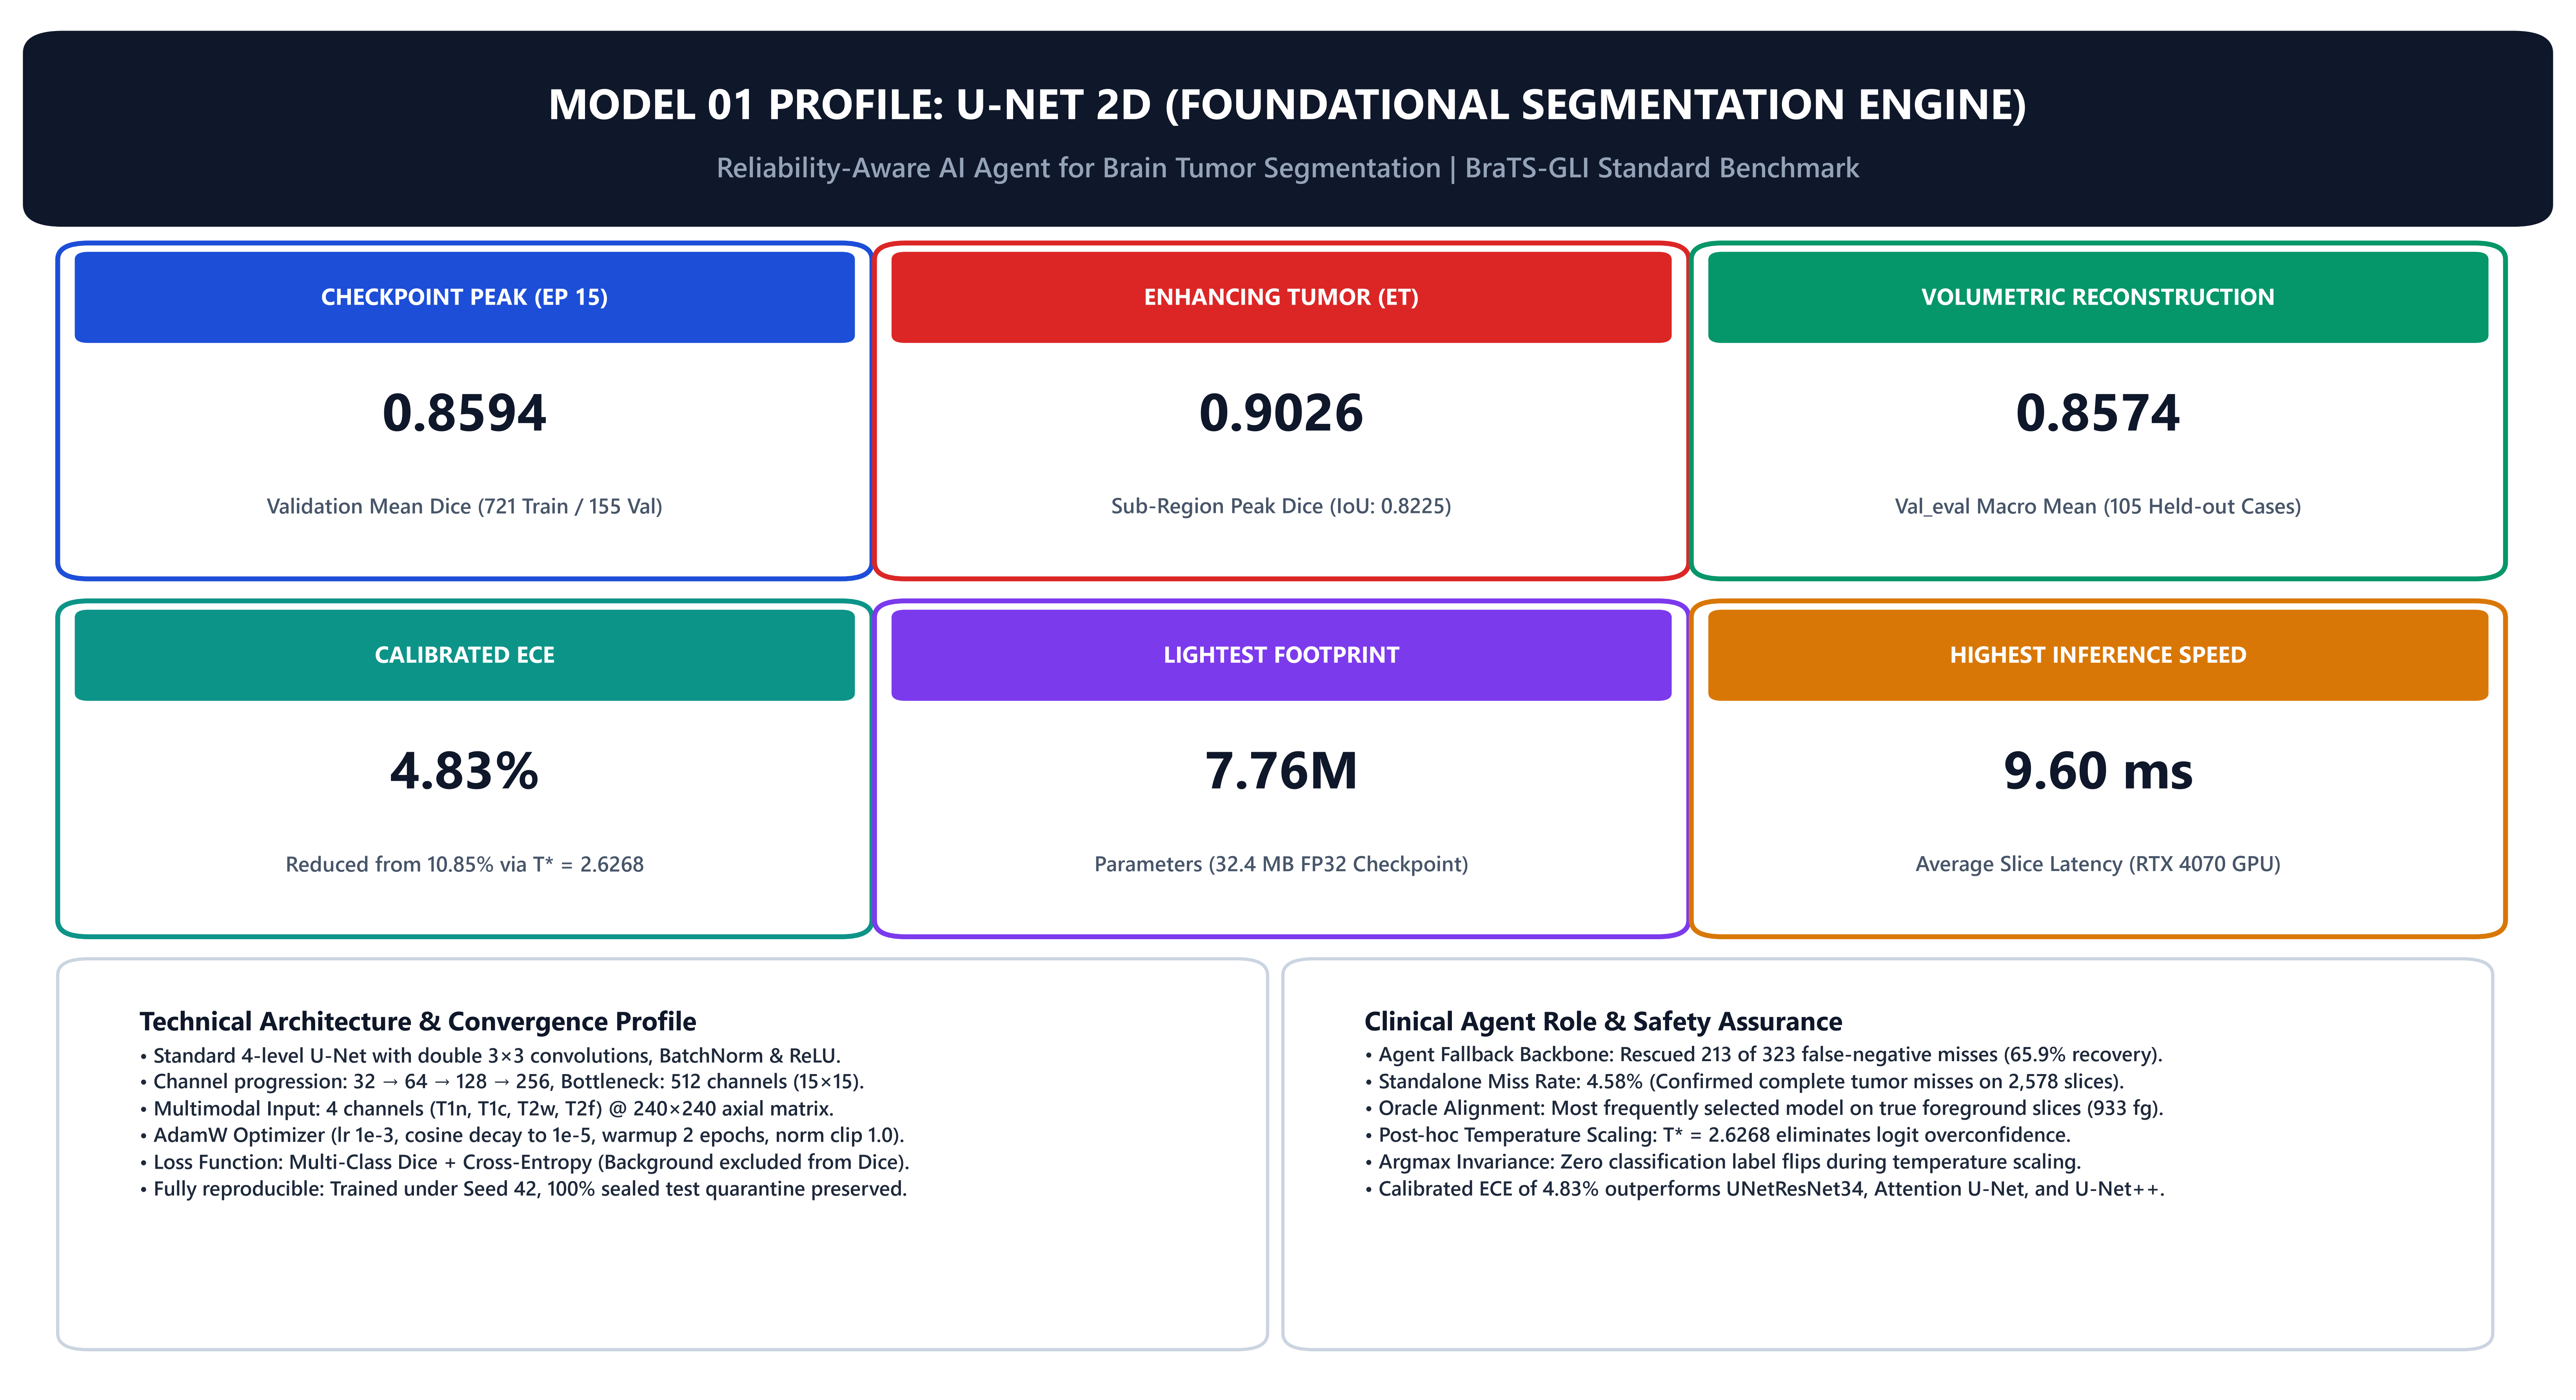 MODEL 01 PROFILE: U-NET 2D (FOUNDATIONAL SEGMENTATION ENGINE)
Reliability-Aware AI Agent for Brain Tumor Segmentation | BraTS-GLI Standard Benchmark
CHECKPOINT PEAK (EP 15)
0.8594
Validation Mean Dice (721 Train / 155 Val)
ENHANCING TUMOR (ET)
0.9026
Sub-Region Peak Dice (IoU: 0.8225)
VOLUMETRIC RECONSTRUCTION
0.8574
Val_eval Macro Mean (105 Held-out Cases)
CALIBRATED ECE
4.83%
Reduced from 10.85% via T* = 2.6268
LIGHTEST FOOTPRINT
7.76M
Parameters (32.4 MB FP32 Checkpoint)
HIGHEST INFERENCE SPEED
9.60 ms
Average Slice Latency (RTX 4070 GPU)
Technical Architecture & Convergence Profile
• Standard 4-level U-Net with double 3×3 convolutions, BatchNorm & ReLU.
• Channel progression: 32 → 64 → 128 → 256, Bottleneck: 512 channels (15×15).
• Multimodal Input: 4 channels (T1n, T1c, T2w, T2f) @ 240×240 axial matrix.
• AdamW Optimizer (lr 1e-3, cosine decay to 1e-5, warmup 2 epochs, norm clip 1.0).
• Loss Function: Multi-Class Dice + Cross-Entropy (Background excluded from Dice).
• Fully reproducible: Trained under Seed 42, 100% sealed test quarantine preserved.
Clinical Agent Role & Safety Assurance
• Agent Fallback Backbone: Rescued 213 of 323 false-negative misses (65.9% recovery).
• Standalone Miss Rate: 4.58% (Confirmed complete tumor misses on 2,578 slices).
• Oracle Alignment: Most frequently selected model on true foreground slices (933 fg).
• Post-hoc Temperature Scaling: T* = 2.6268 eliminates logit overconfidence.
• Argmax Invariance: Zero classification label flips during temperature scaling.
• Calibrated ECE of 4.83% outperforms UNetResNet34, Attention U-Net, and U-Net++.